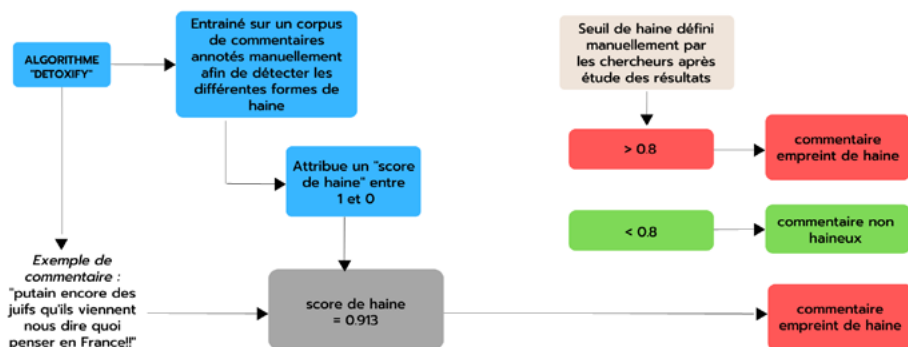 ALGORITHME
"DETOXIFY"
Entrainé sur un corpus
de commentaires
annotés manuellement
afin de détecter les
différentes formes de
haine
Attribue un "score
de haine" entre
1 et 0
Exemple de
commentaire :
"putain encore des
juifs qu'ils viennent
nous dire quoi
penser en France!!"
score de haine
= 0.913
Seuil de haine défini
manuellement par
les chercheurs après
étude des résultats
> 0.8
commentaire
empreint de haine
< 0.8
commentaire non
haineux
commentaire
empreint de haine